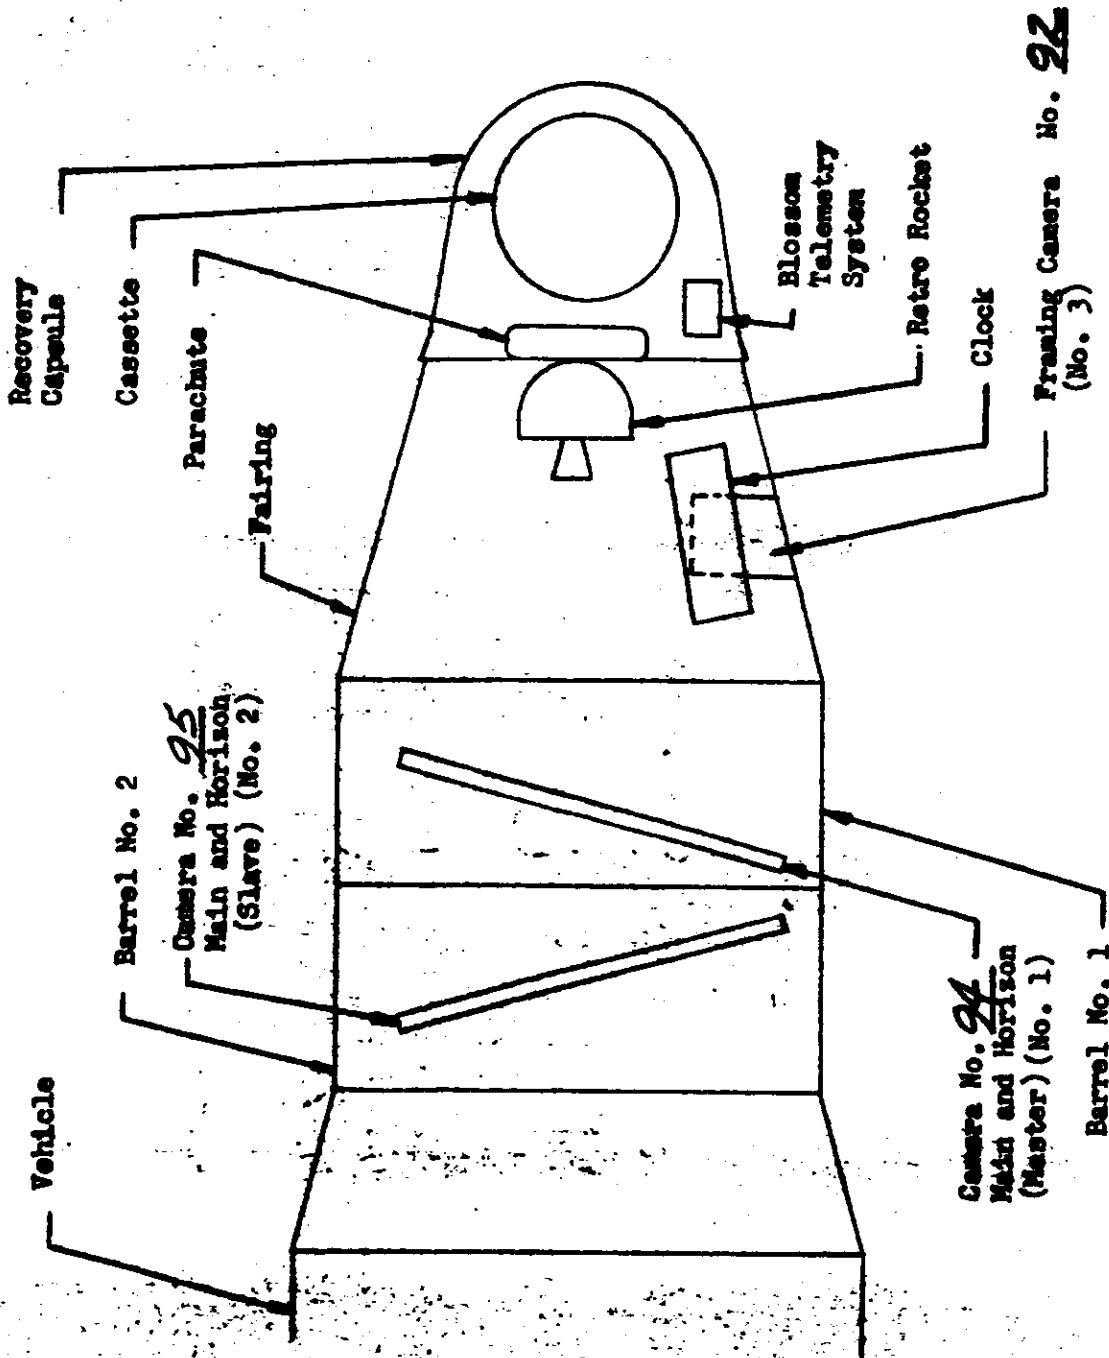 Recovery
Capsule
Cassette
Parachute
Fairing
Barrel No. 2
Camera No. 95
Main and Horizon
(Slave) (No. 2)
Vehicle
Blossom
Telemetry
System
Retro Rocket
Clock
Framing Camera No. 92
(No. 3)
Camera No. 94
Main and Horizon
(Master)(No. 1)
Barrel No. 1